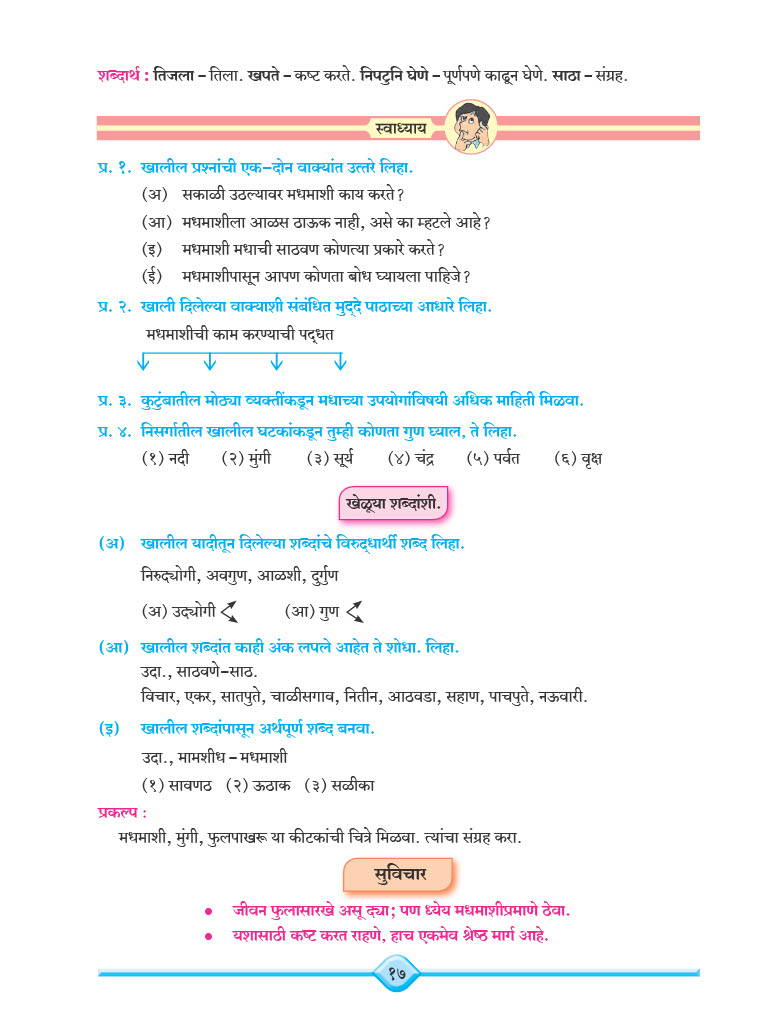 शब्दार्थ : तिजला – तिला. खपते – कष्ट करते. निपटुनि घेणे – पूर्णपणे काढून घेणे. साठा – संग्रह.
स्वाध्याय
प्र. १. खालील प्रश्नांची एक–दोन वाक्यांत उत्तरे लिहा.
(अ) सकाळी उठल्यावर मधमाशी काय करते?
(आ) मधमाशीला आळस ठाऊक नाही, असे का म्हटले आहे?
(इ) मधमाशी मधाची साठवण कोणत्या प्रकारे करते?
(ई) मधमाशीपासून आपण कोणता बोध घ्यायला पाहिजे?
प्र. २. खाली दिलेल्या वाक्याशी संबंधित मुद्दे पाठाच्या आधारे लिहा.
मधमाशीची काम करण्याची पद्धत
प्र. ३. कुटुंबातील मोठ्या व्यक्तींकडून मधाच्या उपयोगांविषयी अधिक माहिती मिळवा.
प्र. ४. निसर्गातील खालील घटकांकडून तुम्ही कोणता गुण घ्याल, ते लिहा.
(१) नदी (२) मुंगी (३) सूर्य (४) चंद्र (५) पर्वत (६) वृक्ष
खेळूया शब्दांशी.
(अ) खालील यादीतून दिलेल्या शब्दांचे विरुद्धार्थी शब्द लिहा.
निरुद्योगी, अवगुण, आळशी, दुर्गुण
(अ) उद्योगी (आ) गुण
(आ) खालील शब्दांत काही अंक लपले आहेत ते शोधा. लिहा.
उदा., साठवणे–साठ.
विचार, एकर, सातपुते, चाळीसगाव, नितीन, आठवडा, सहाण, पाचपुते, नऊवारी.
(इ) खालील शब्दांपासून अर्थपूर्ण शब्द बनवा.
उदा., मामशीध – मधमाशी
(१) सावणठ (२) ऊठाक (३) सळीका
प्रकल्प :
मधमाशी, मुंगी, फुलपाखरू या कीटकांची चित्रे मिळवा. त्यांचा संग्रह करा.
सुविचार
• जीवन फुलासारखे असू द्या; पण ध्येय मधमाशीप्रमाणे ठेवा.
• यशासाठी कष्ट करत राहणे, हाच एकमेव श्रेष्ठ मार्ग आहे.
१७